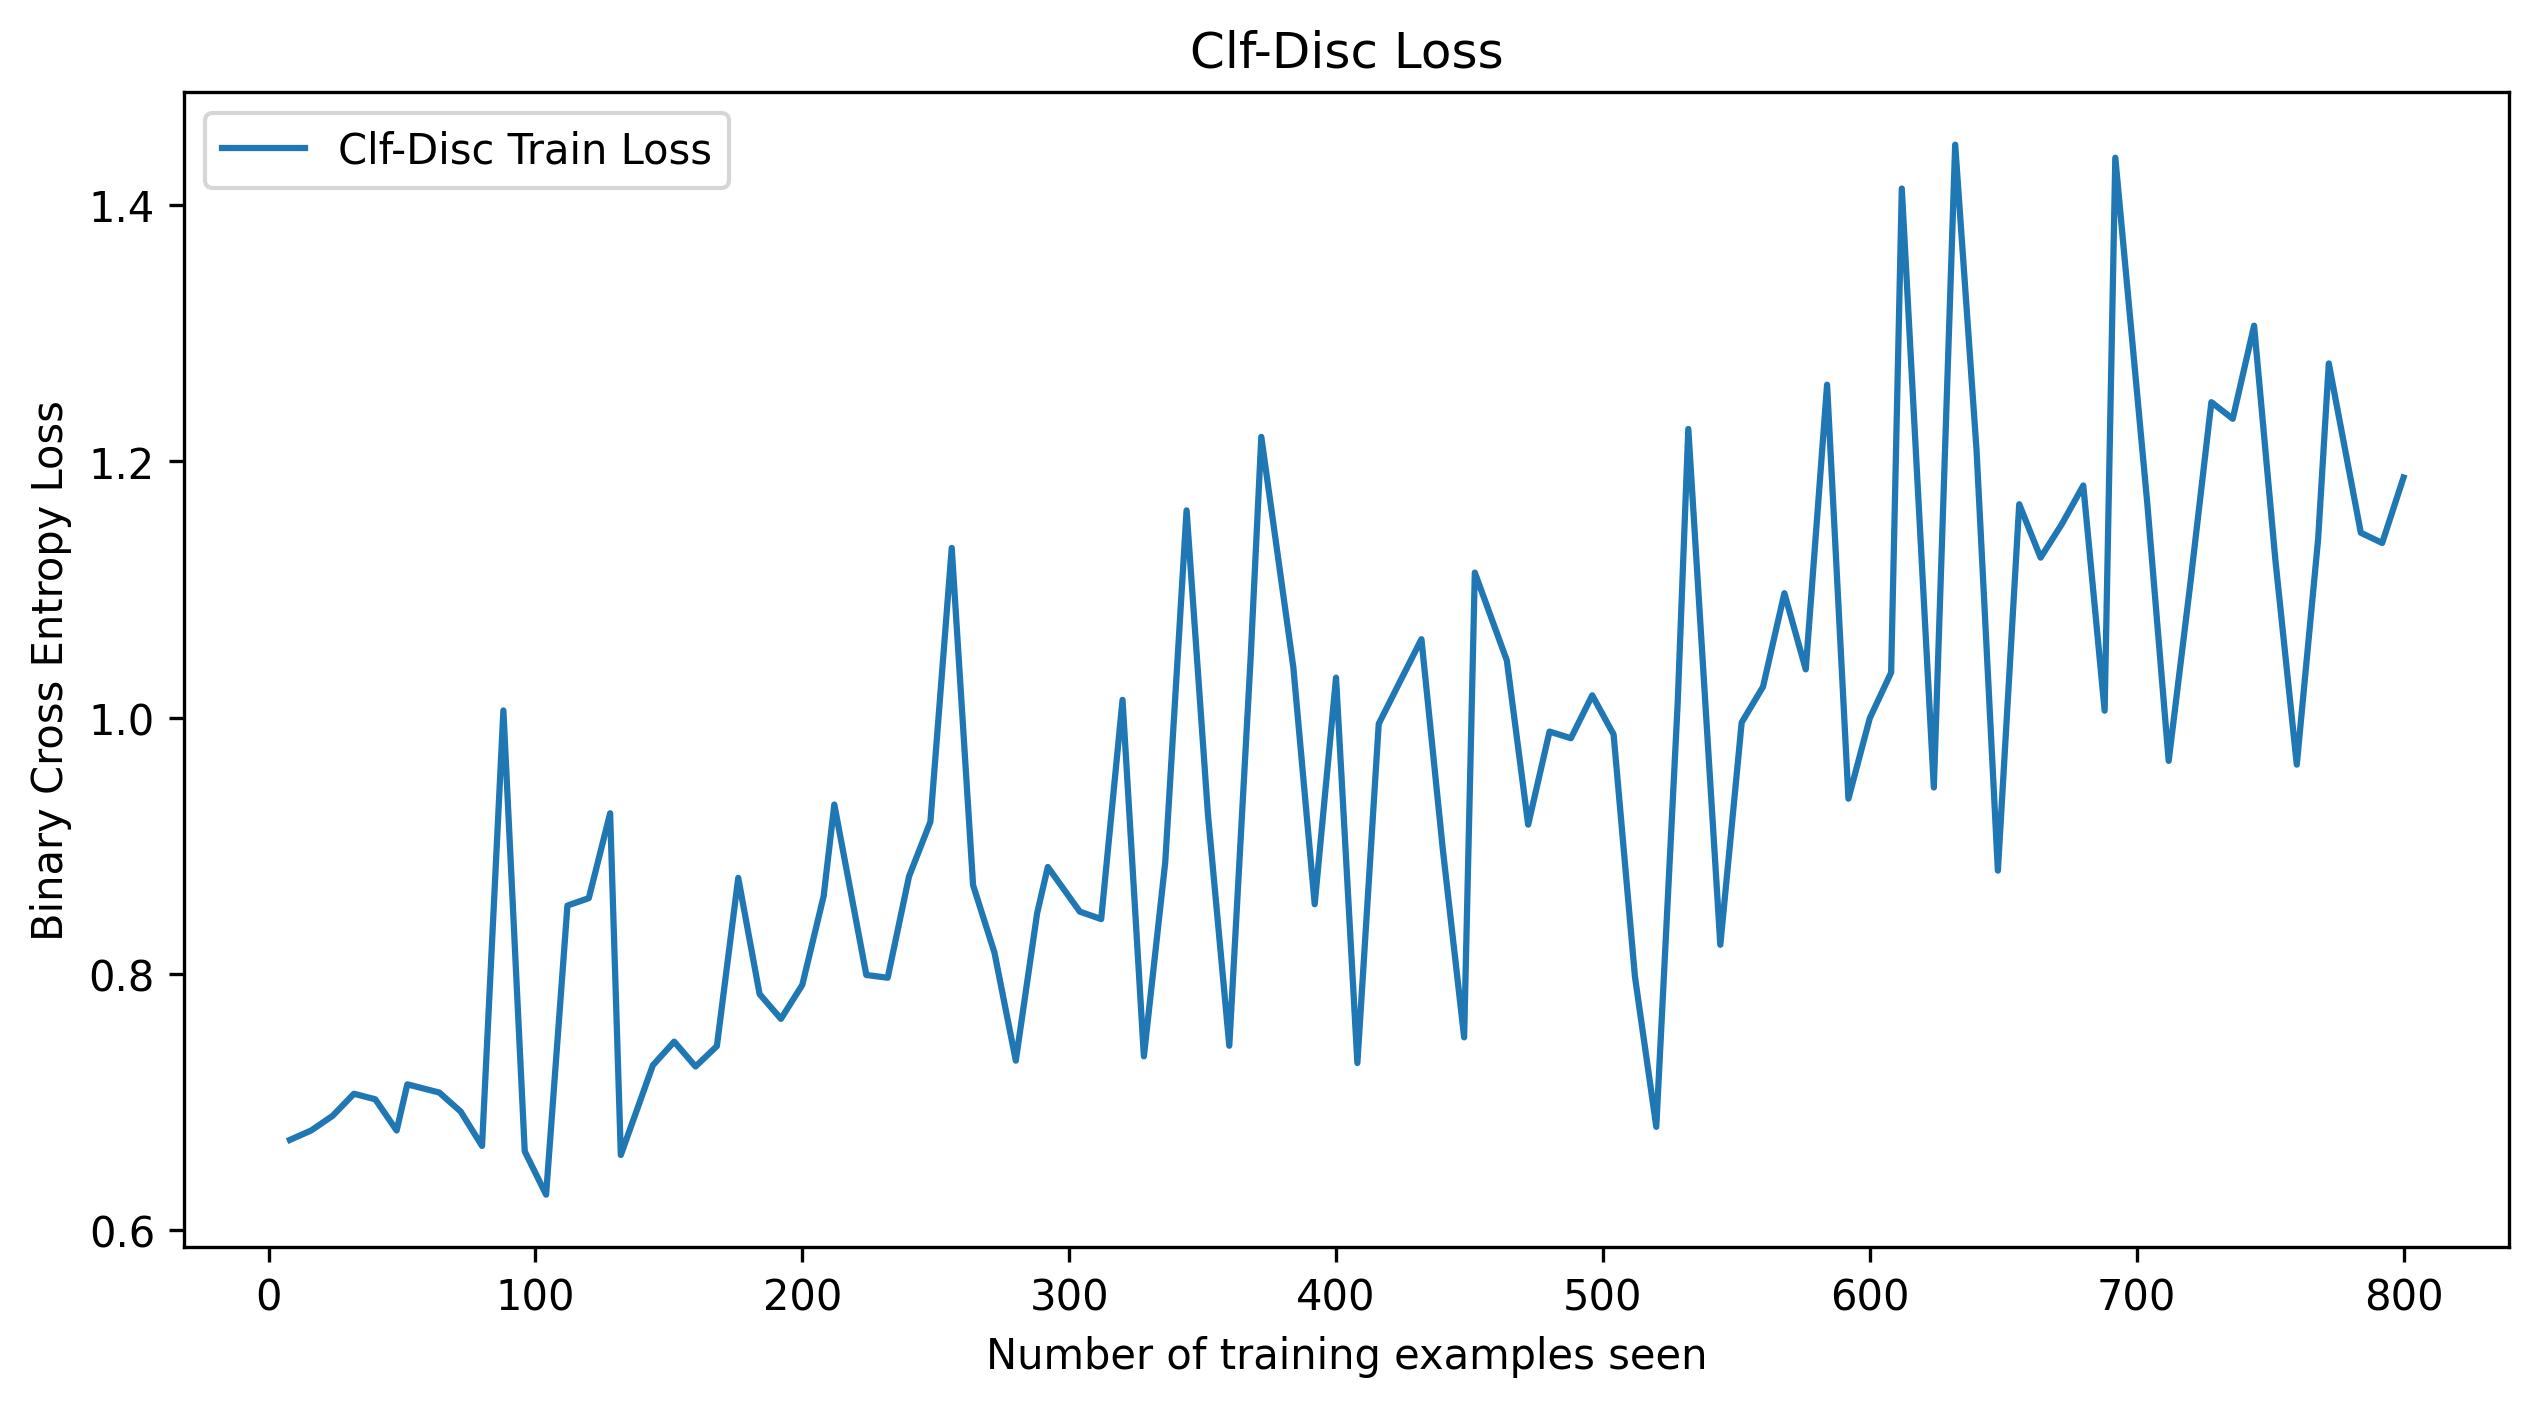 Clf-Disc Loss
Clf-Disc Train Loss
Binary Cross Entropy Loss
1.4
1.2
1.0
0.8
0.6
0 100 200 300 400 500 600 700 800
Number of training examples seen